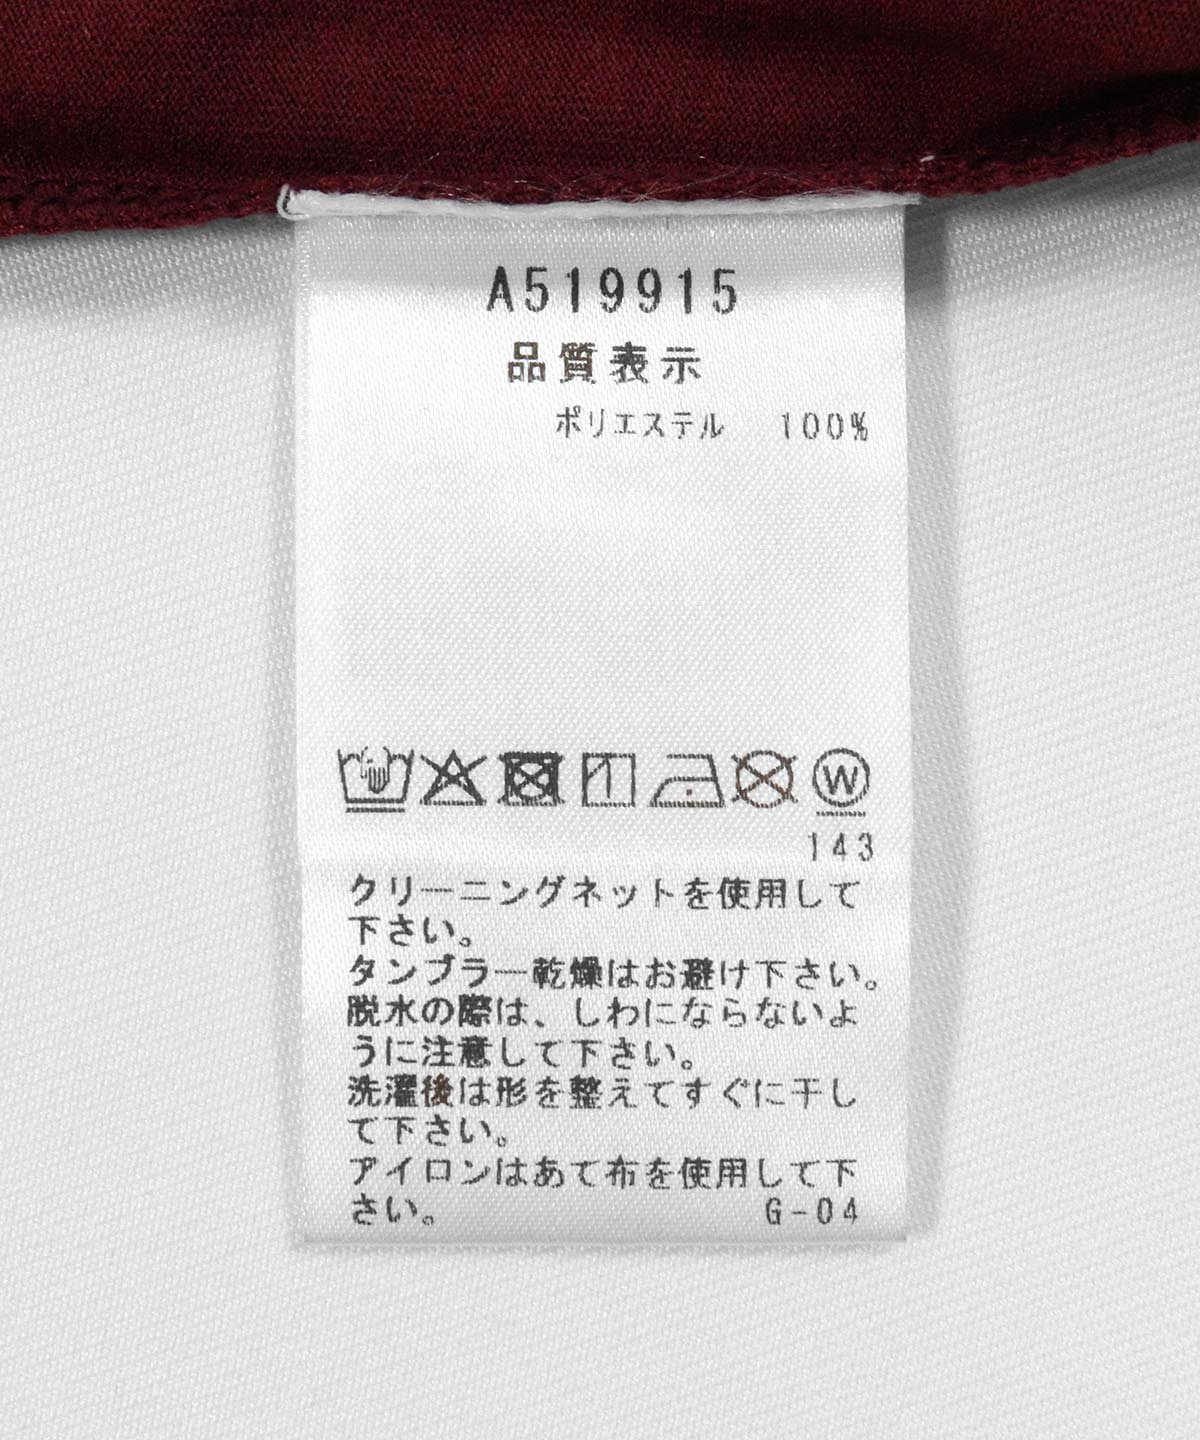 A519915
品質表示
ポリエステル 100%
W
143
クリーニングネットを使用して
下さい。
タンブラー乾燥はお避け下さい。
脱水の際は、しわにならないよ
うに注意して下さい。
洗濯後は形を整えてすぐに干し
て下さい。
アイロンはあて布を使用して下
さい。 G-04